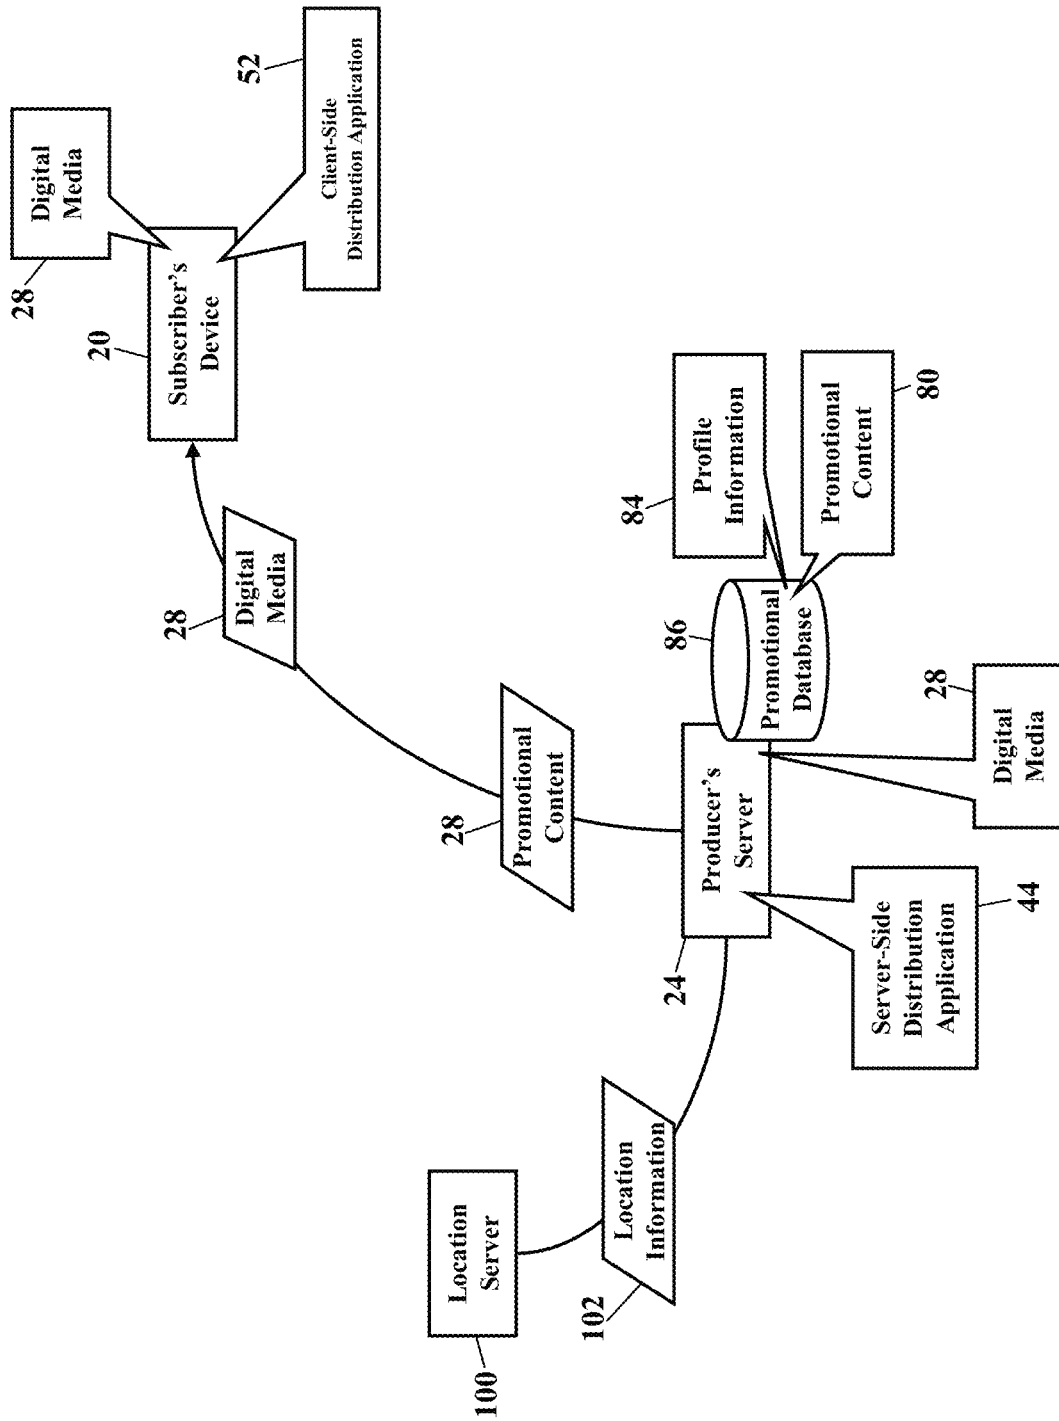 28
Digital
Media
20
Subscriber's
Device
52
Client-Side
Distribution Application
28
Digital
Media
28
Promotional
Content
84
Profile
Information
Promotional
Content
80
86
Promotional
Database
24
Producer's
Server
28
Digital
Media
Server-Side
Distribution
Application
44
100
Location
Server
102
Location
Information